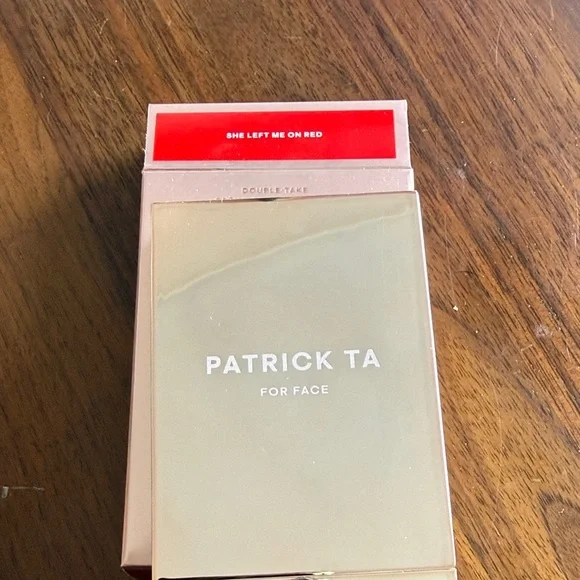 SHE LEFT ME ON RED
DOUBLE-TAKE
PATRICK TA
FOR FACE